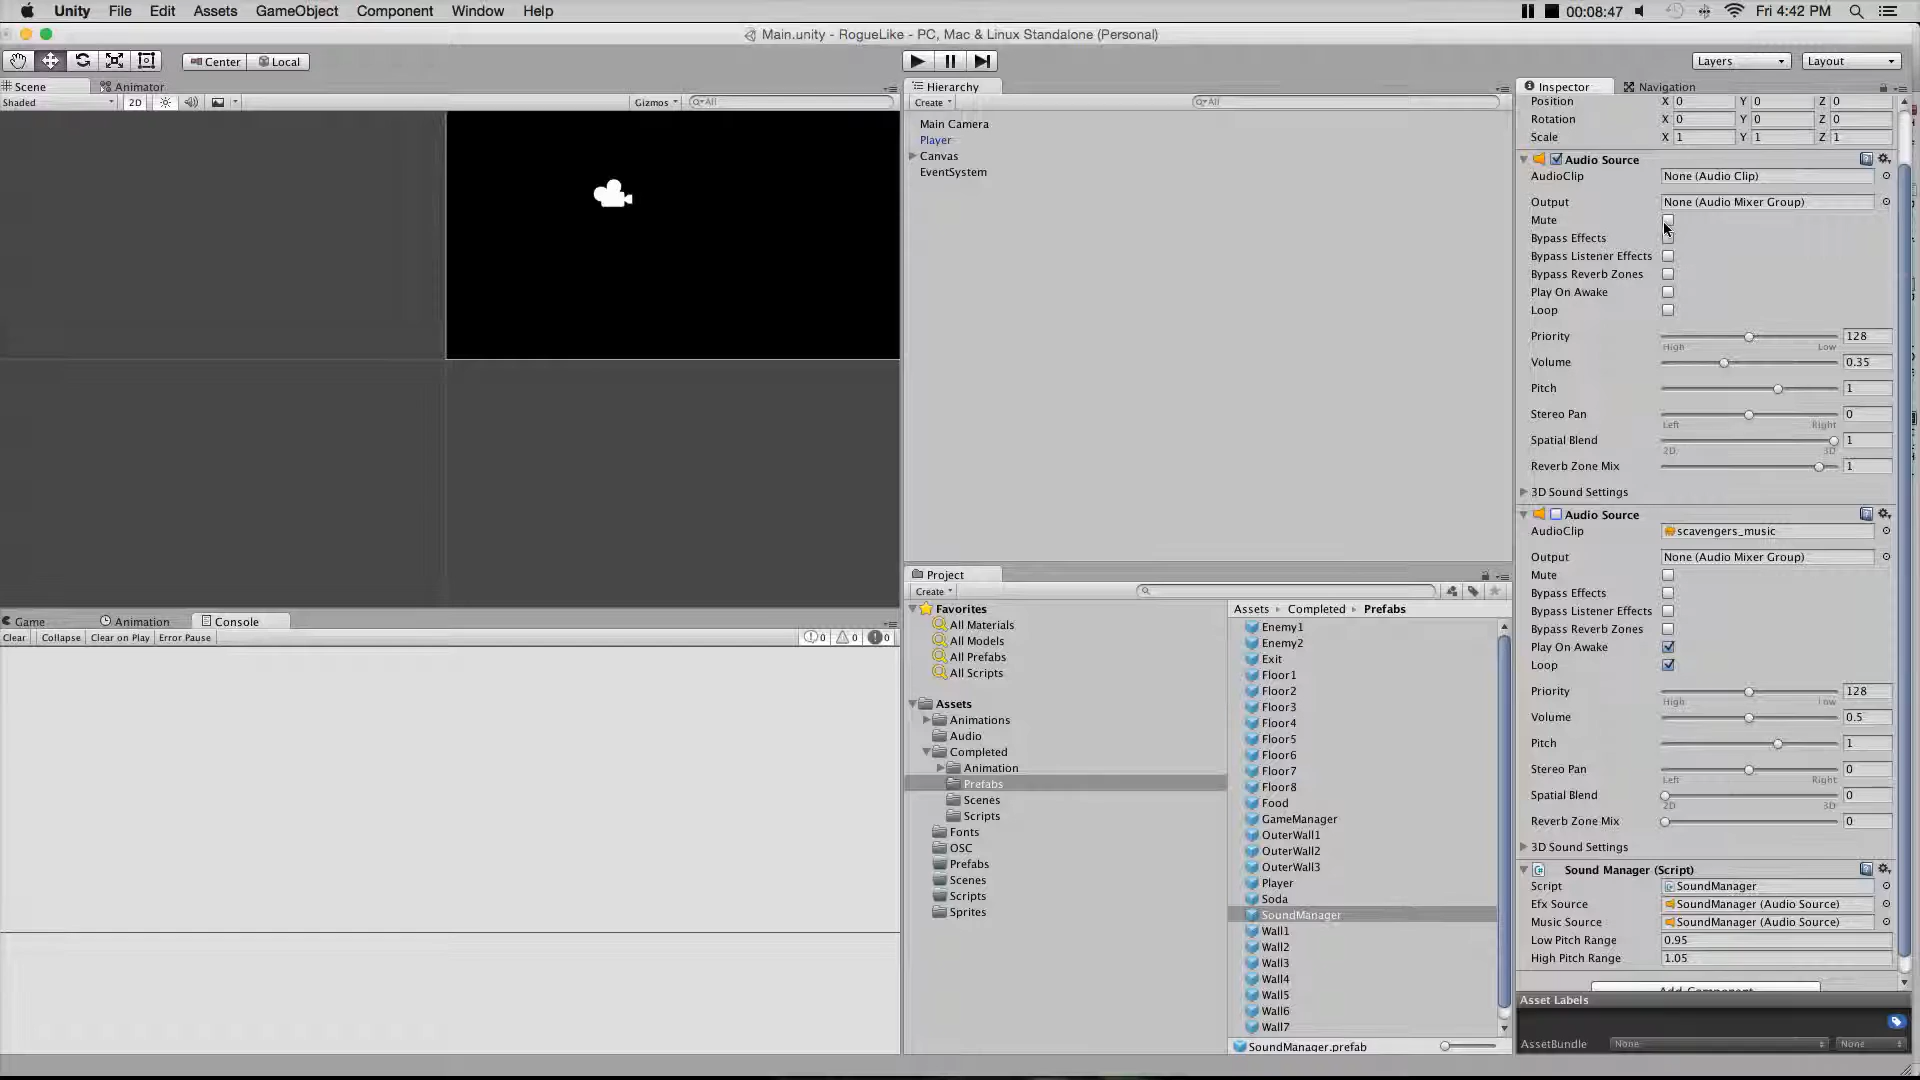 Unity File Edit Assets GameObject Component Window Help 00:08:47 Fri 4:42 PM
Main.unity - RogueLike - PC, Mac & Linux Standalone (Personal)
Center Local Layers Layout
Scene Animator
Shaded 2D Gizmos All
Hierarchy
Create All
Main Camera
Player
Canvas
EventSystem
Game Animation Console
Clear Collapse Clear on Play Error Pause 0 0 0
Project
Create
Favorites
All Materials
All Models
All Prefabs
All Scripts
Assets
Animations
Audio
Completed
Animation
Prefabs
Scenes
Scripts
Fonts
OSC
Prefabs
Scenes
Scripts
Sprites
Assets Completed Prefabs
Enemy1
Enemy2
Exit
Floor1
Floor2
Floor3
Floor4
Floor5
Floor6
Floor7
Floor8
Food
GameManager
OuterWall1
OuterWall2
OuterWall3
Player
Soda
SoundManager
Wall1
Wall2
Wall3
Wall4
Wall5
Wall6
Wall7
SoundManager.prefab
Inspector Navigation
Position X 0 Y 0 Z 0
Rotation X 0 Y 0 Z 0
Scale X 1 Y 1 Z 1
Audio Source
AudioClip None (Audio Clip)
Output None (Audio Mixer Group)
Mute
Bypass Effects
Bypass Listener Effects
Bypass Reverb Zones
Play On Awake
Loop
Priority 128
High Low
Volume 0.35
Pitch 1
Stereo Pan 0
Left Right
Spatial Blend 1
2D 3D
Reverb Zone Mix 1
3D Sound Settings
Audio Source
AudioClip scavengers_music
Output None (Audio Mixer Group)
Mute
Bypass Effects
Bypass Listener Effects
Bypass Reverb Zones
Play On Awake
Loop
Priority 128
High Low
Volume 0.5
Pitch 1
Stereo Pan 0
Left Right
Spatial Blend 0
2D 3D
Reverb Zone Mix 0
3D Sound Settings
Sound Manager (Script)
Script SoundManager
Efx Source SoundManager (Audio Source)
Music Source SoundManager (Audio Source)
Low Pitch Range 0.95
High Pitch Range 1.05
Add Component
Asset Labels
AssetBundle None None